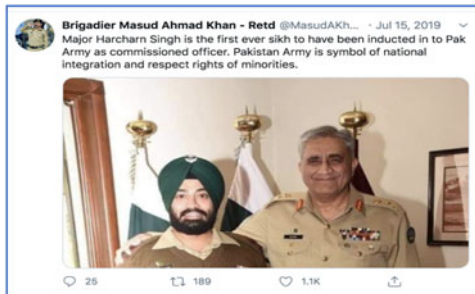 Brigadier Masud Ahmad Khan - Retd @MasudAKh... · Jul 15, 2019
Major Harcharn Singh is the first ever sikh to have been inducted in to Pak
Army as commissioned officer. Pakistan Army is symbol of national
integration and respect rights of minorities.
25 189 1.1K